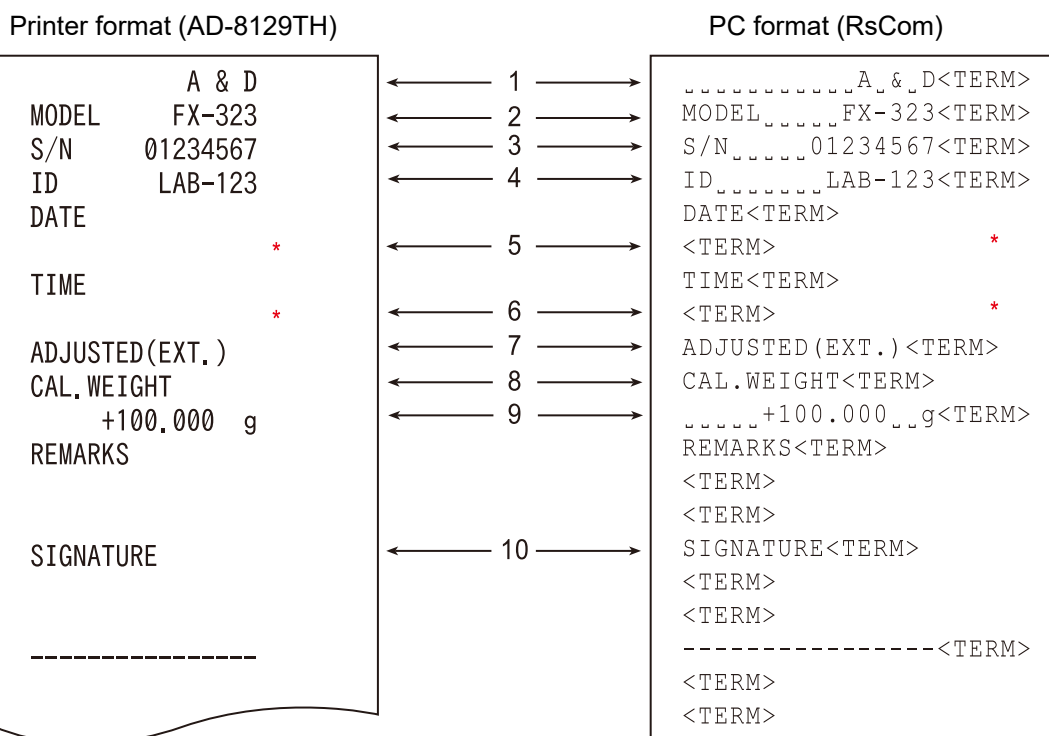 Printer format (AD-8129TH)
A & D
MODEL FX-323
S/N 01234567
ID LAB-123
DATE
*
TIME
*
ADJUSTED(EXT.)
CAL.WEIGHT
+100.000 g
REMARKS
SIGNATURE
----------------
1
2
3
4
5
6
7
8
9
10
PC format (RsCom)
␣␣␣␣␣␣␣␣␣␣␣A␣&␣D<TERM>
MODEL␣␣␣␣␣FX-323<TERM>
S/N␣␣␣␣␣01234567<TERM>
ID␣␣␣␣␣␣␣LAB-123<TERM>
DATE<TERM>
<TERM> *
TIME<TERM>
<TERM> *
ADJUSTED(EXT.)<TERM>
CAL.WEIGHT<TERM>
␣␣␣␣␣+100.000␣␣g<TERM>
REMARKS<TERM>
<TERM>
<TERM>
SIGNATURE<TERM>
<TERM>
<TERM>
----------------<TERM>
<TERM>
<TERM>